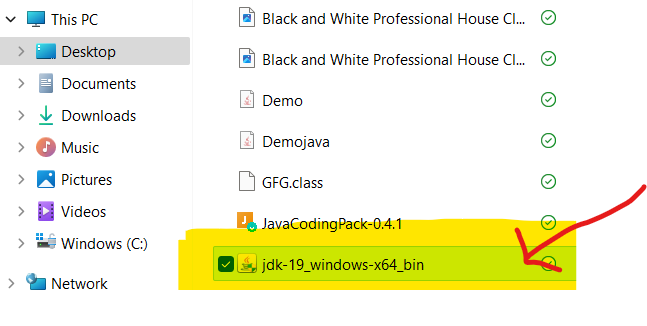 This PC
Desktop
Documents
Downloads
Music
Pictures
Videos
Windows (C:)
Network
Black and White Professional House Cl...
Black and White Professional House Cl...
Demo
Demojava
GFG.class
JavaCodingPack-0.4.1
jdk-19_windows-x64_bin